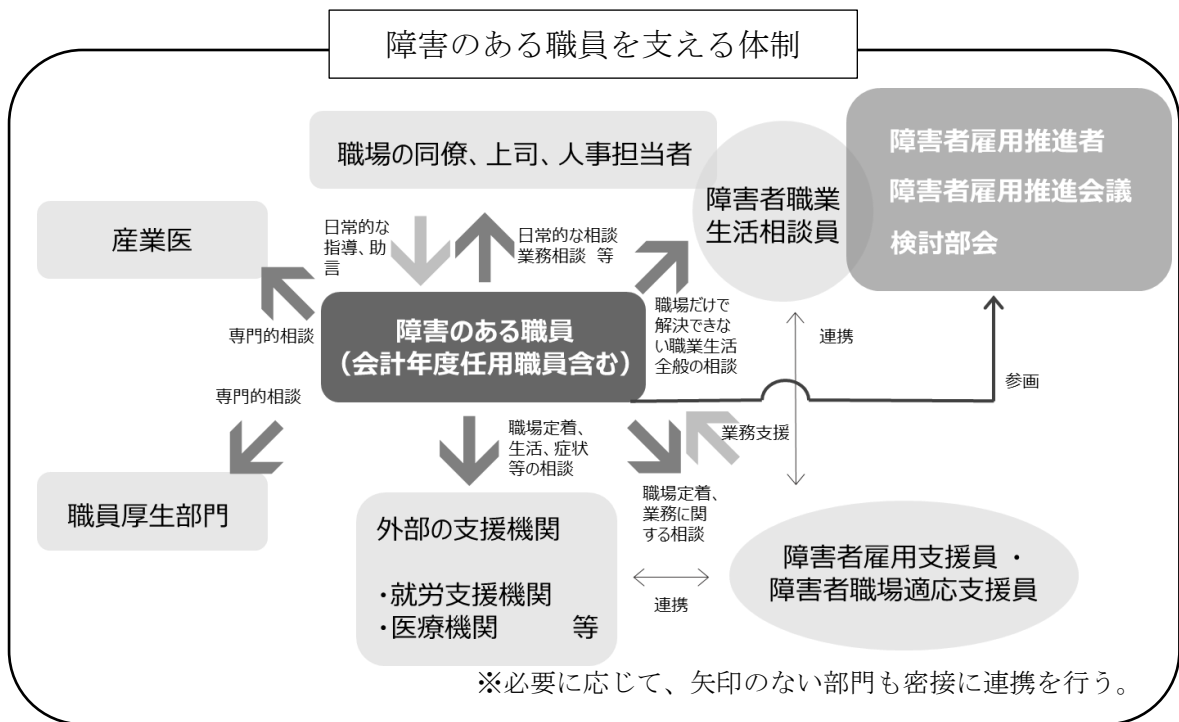 障害のある職員を支える体制
職場の同僚、上司、人事担当者
障害者雇用推進者
障害者雇用推進会議
検討部会
障害者職業
生活相談員
産業医
日常的な
指導、助
言
日常的な相談
業務相談 等
専門的相談
障害のある職員
（会計年度任用職員含む）
職場だけで
解決できな
い職業生活
全般の相談
連携
参画
専門的相談
職場定着、
生活、症状
等の相談
業務支援
職員厚生部門
職場定着、
業務に関
する相談
外部の支援機関
・就労支援機関
・医療機関 等
連携
障害者雇用支援員 ・
障害者職場適応支援員
※必要に応じて、矢印のない部門も密接に連携を行う。